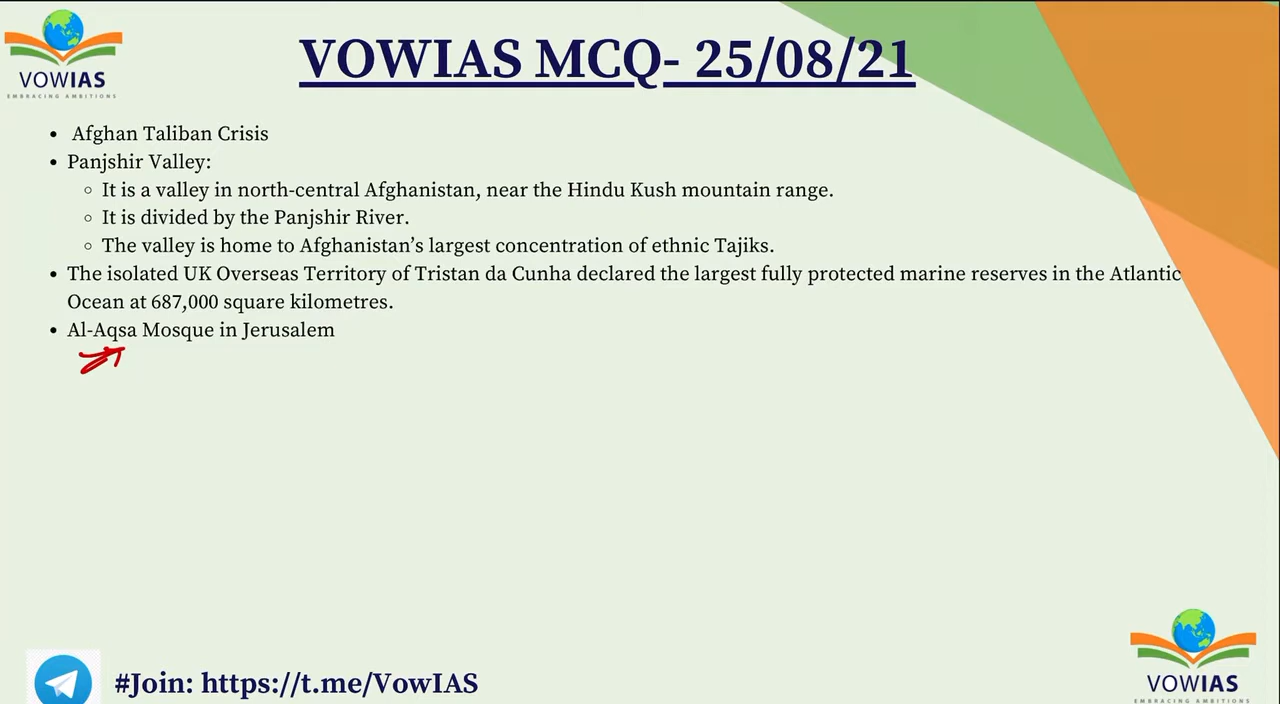 VOWIAS
EMBRACING AMBITIONS
VOWIAS MCQ- 25/08/21
• Afghan Taliban Crisis
• Panjshir Valley:
◦ It is a valley in north-central Afghanistan, near the Hindu Kush mountain range.
◦ It is divided by the Panjshir River.
◦ The valley is home to Afghanistan’s largest concentration of ethnic Tajiks.
• The isolated UK Overseas Territory of Tristan da Cunha declared the largest fully protected marine reserves in the Atlantic
Ocean at 687,000 square kilometres.
• Al-Aqsa Mosque in Jerusalem
#Join: https://t.me/VowIAS
VOWIAS
EMBRACING AMBITIONS